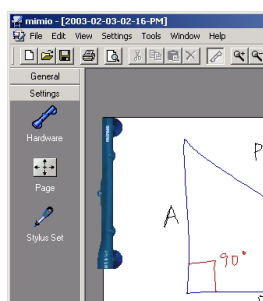 mimio - [2003-02-03-02-16-PM]
File Edit View Settings Tools Window Help
General
Settings
Hardware
Page
Stylus Set
mimio
P
A
90°